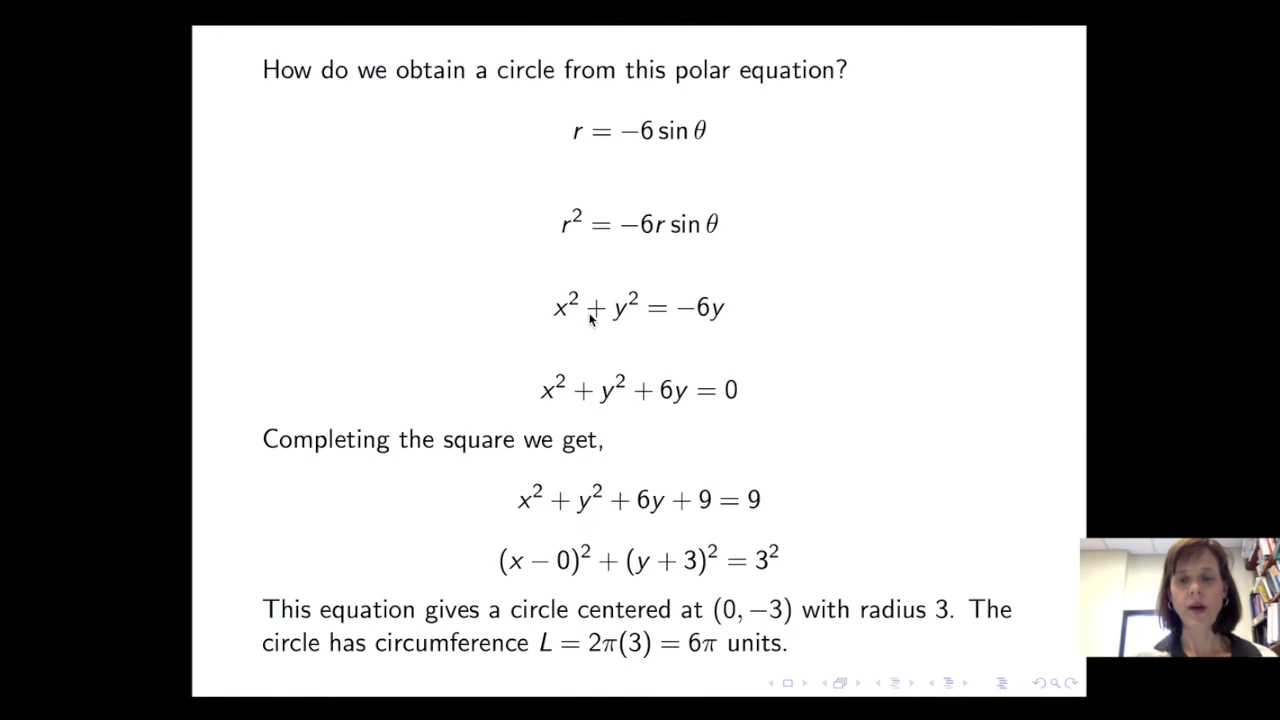 How do we obtain a circle from this polar equation?
r = −6 sin θ
r² = −6r sin θ
x² + y² = −6y
x² + y² + 6y = 0
Completing the square we get,
x² + y² + 6y + 9 = 9
(x − 0)² + (y + 3)² = 3²
This equation gives a circle centered at (0, −3) with radius 3. The
circle has circumference L = 2π(3) = 6π units.